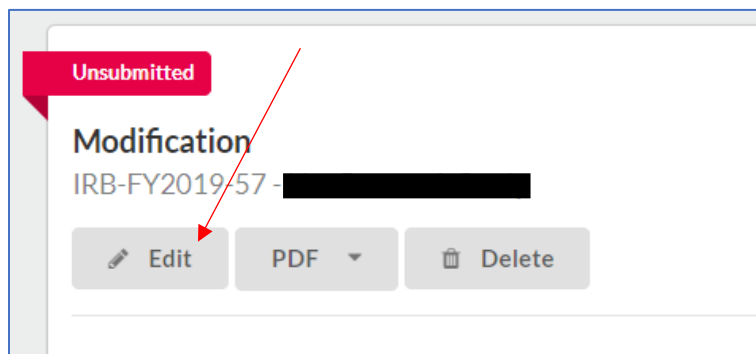 Unsubmitted
Modification
IRB-FY2019-57 -
Edit PDF Delete